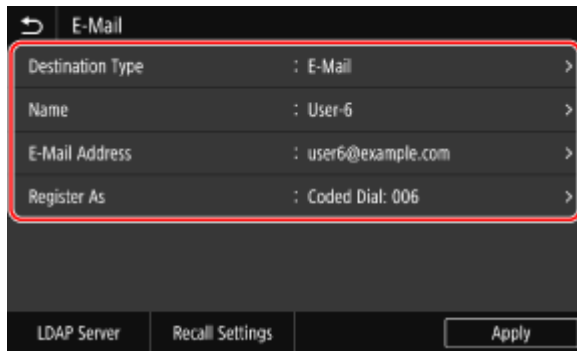 E-Mail
Destination Type : E-Mail >
Name : User-6 >
E-Mail Address : user6@example.com >
Register As : Coded Dial: 006 >
LDAP Server Recall Settings Apply